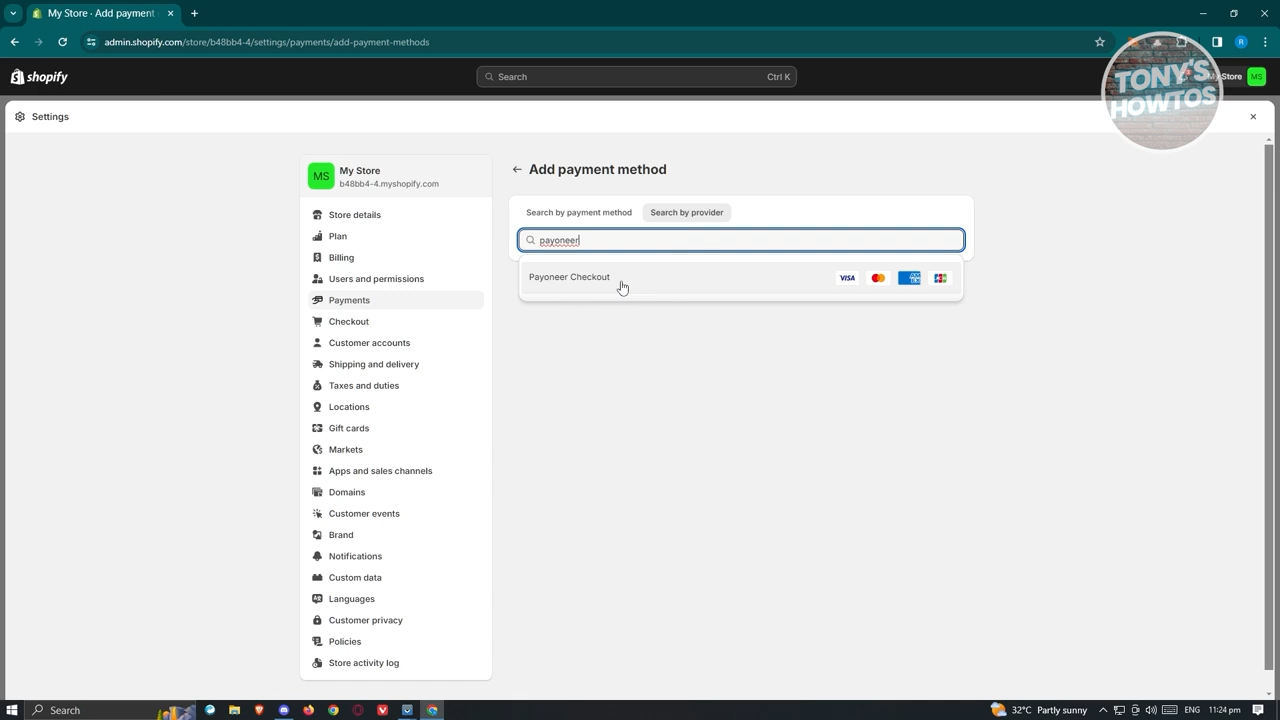 My Store · Add payment
admin.shopify.com/store/b48bb4-4/settings/payments/add-payment-methods
R
shopify
Search
Ctrl K
My Store
MS
TONY'S
HOWTOS
Settings
MS
My Store
b48bb4-4.myshopify.com
Store details
Plan
Billing
Users and permissions
Payments
Checkout
Customer accounts
Shipping and delivery
Taxes and duties
Locations
Gift cards
Markets
Apps and sales channels
Domains
Customer events
Brand
Notifications
Custom data
Languages
Customer privacy
Policies
Store activity log
Add payment method
Search by payment method
Search by provider
payoneer
Payoneer Checkout
VISA
AM EX
JCB
Search
32°C Partly sunny
ENG
11:24 pm